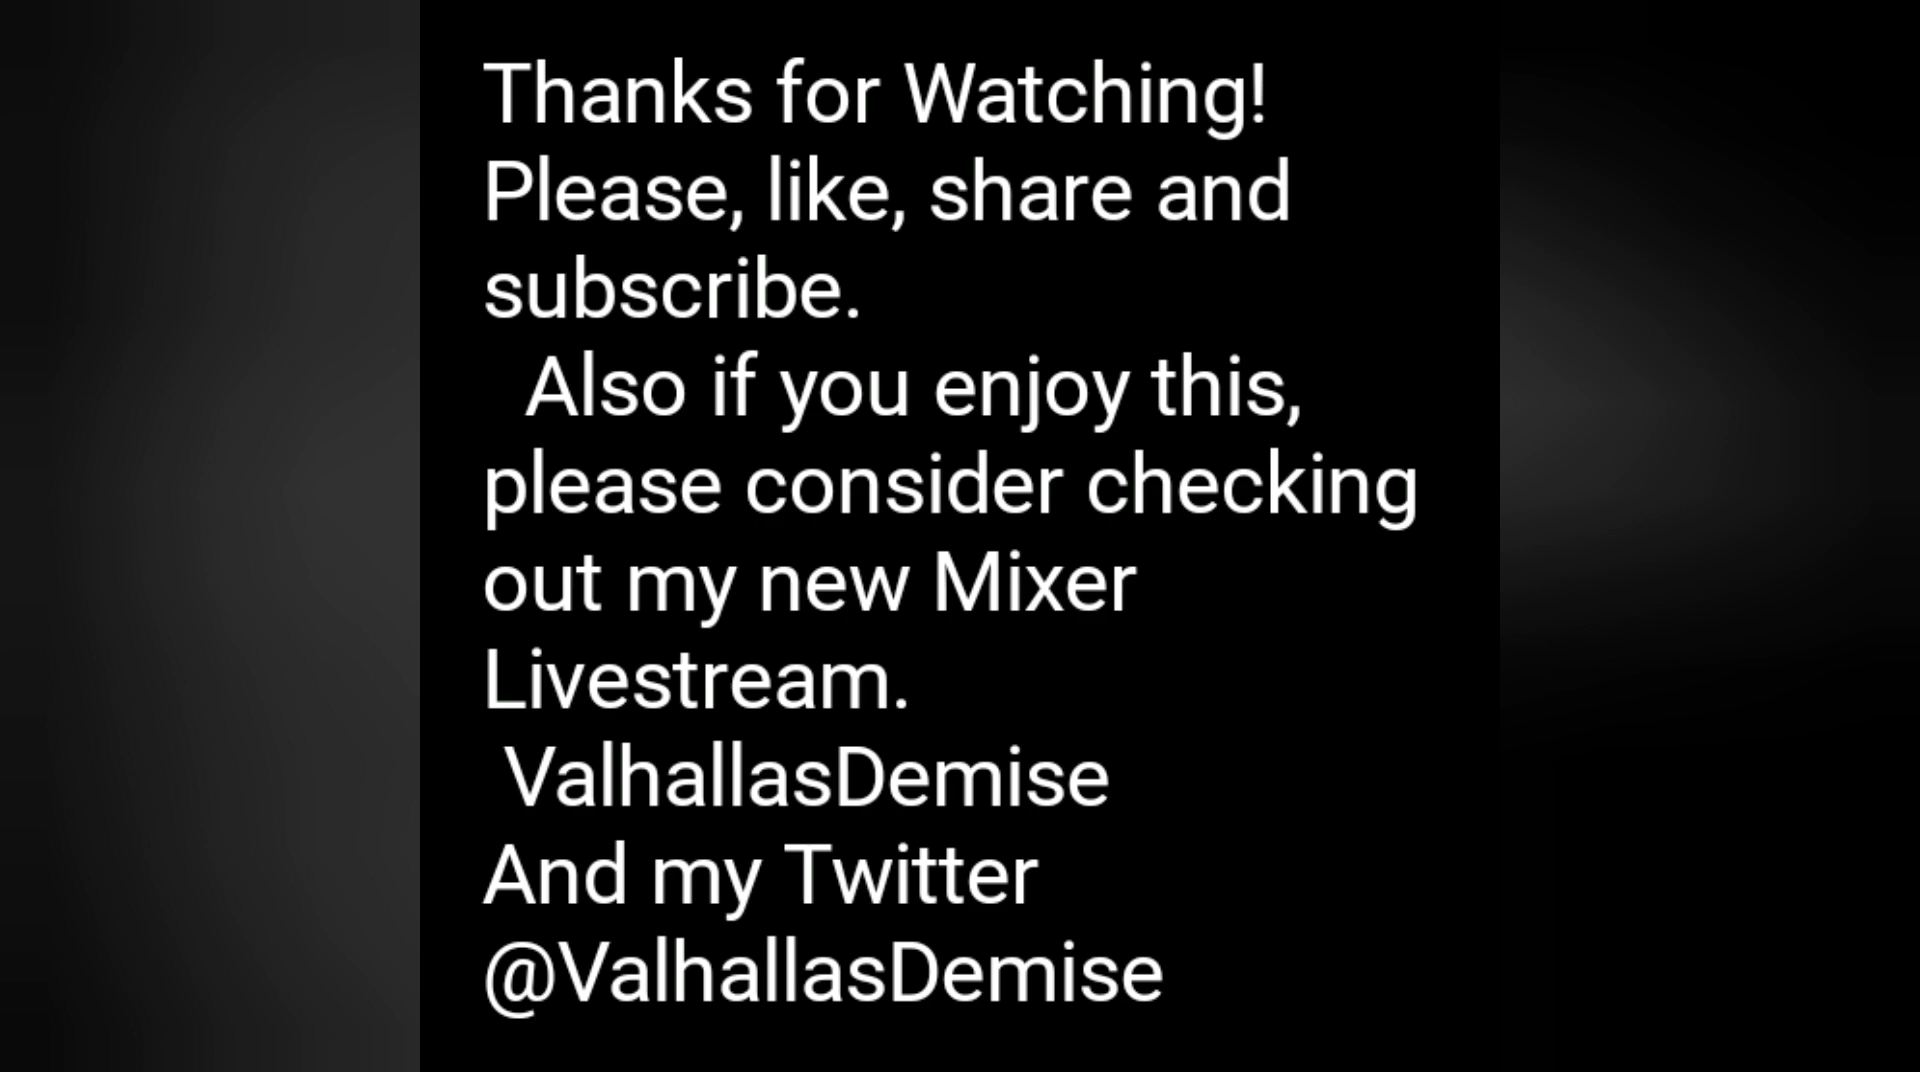 Thanks for Watching!
Please, like, share and
subscribe.
Also if you enjoy this,
please consider checking
out my new Mixer
Livestream.
ValhallasDemise
And my Twitter
@ValhallasDemise